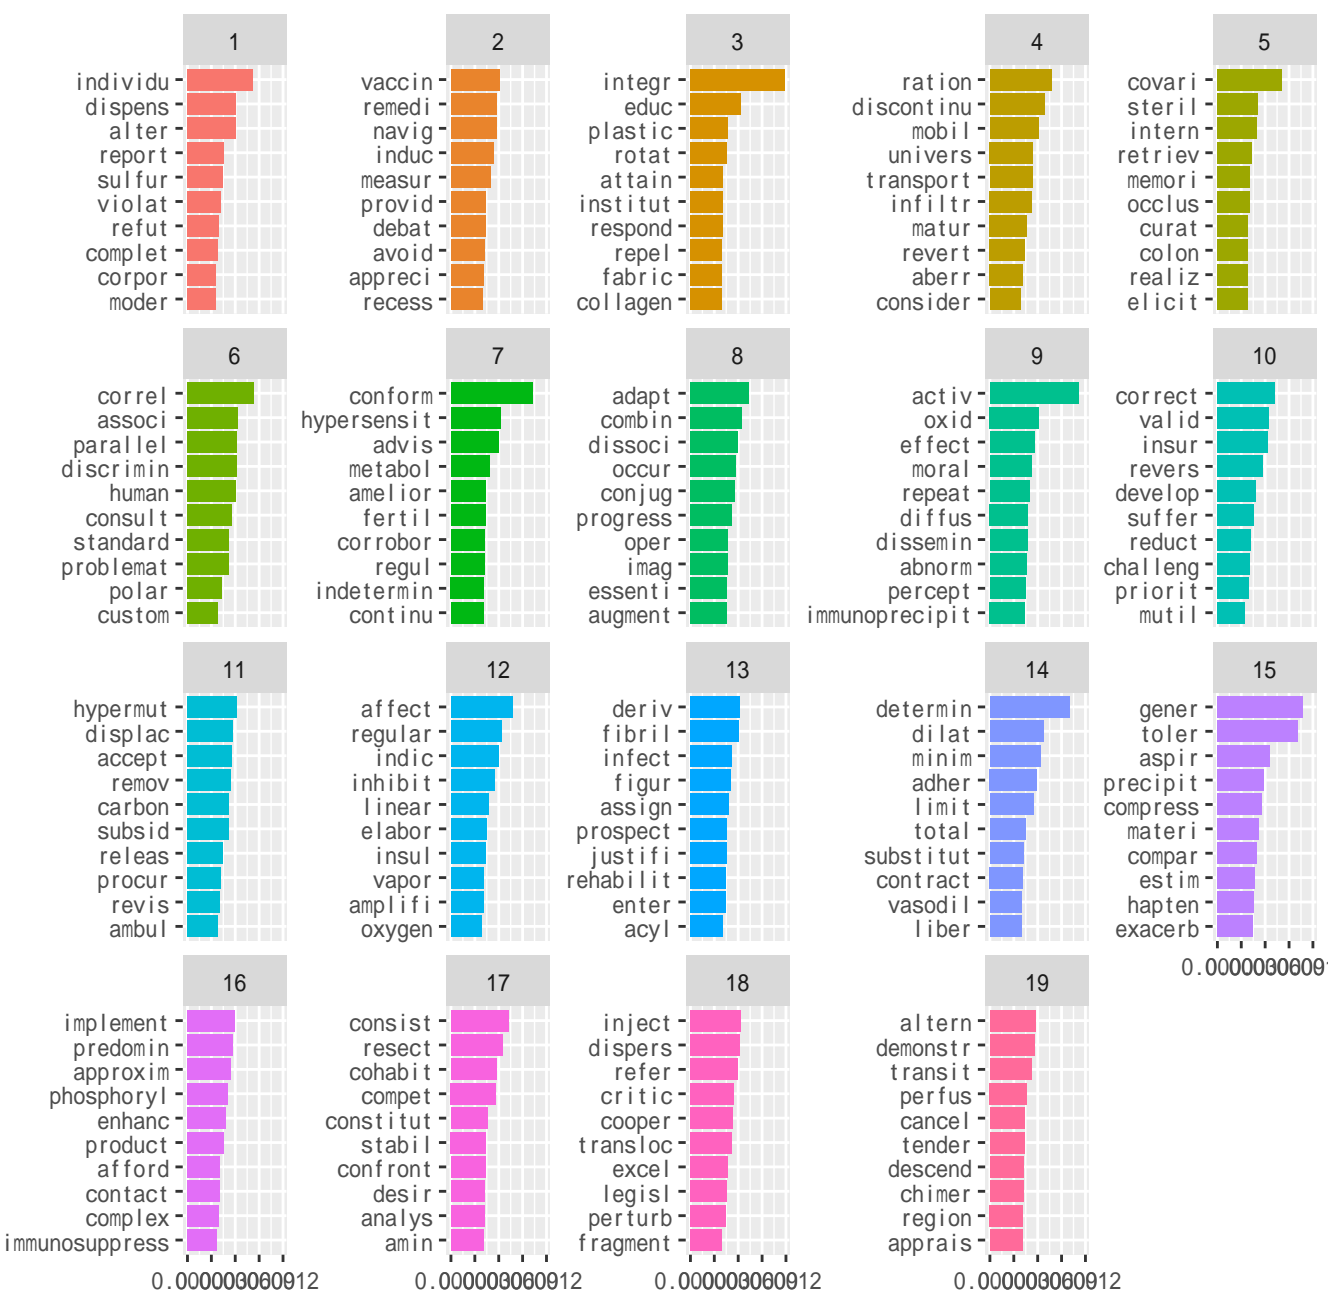 1
individu
dispens
alter
report
sulfur
violat
refut
complet
corpor
moder
2
vaccin
remedi
navig
induc
measur
provid
debat
avoid
appreci
recess
3
integr
educ
plastic
rotat
attain
institut
respond
repel
fabric
collagen
4
ration
discontinu
mobil
univers
transport
infiltr
matur
revert
aberr
consider
5
covari
steril
intern
retriev
memori
occlus
curat
colon
realiz
elicit
6
correl
associ
parallel
discrimin
human
consult
standard
problemat
polar
custom
7
conform
hypersensit
advis
metabol
amelior
fertil
corrobor
regul
indetermin
continu
8
adapt
combin
dissoci
occur
conjug
progress
oper
imag
essenti
augment
9
activ
oxid
effect
moral
repeat
diffus
dissemin
abnorm
percept
immunoprecipit
10
correct
valid
insur
revers
develop
suffer
reduct
challeng
priorit
mutil
11
hypermut
displac
accept
remov
carbon
subsid
releas
procur
revis
ambul
12
affect
regular
indic
inhibit
linear
elabor
insul
vapor
amplifi
oxygen
13
deriv
fibril
infect
figur
assign
prospect
justifi
rehabilit
enter
acyl
14
determin
dilat
minim
adher
limit
total
substitut
contract
vasodil
liber
15
gener
toler
aspir
precipit
compress
materi
compar
estim
hapten
exacerb
16
implement
predomin
approxim
phosphoryl
enhanc
product
afford
contact
complex
immunosuppress
17
consist
resect
cohabit
compet
constitut
stabil
confront
desir
analys
amin
18
inject
dispers
refer
critic
cooper
transloc
excel
legisl
perturb
fragment
19
altern
demonstr
transit
perfus
cancel
tender
descend
chimer
region
apprais